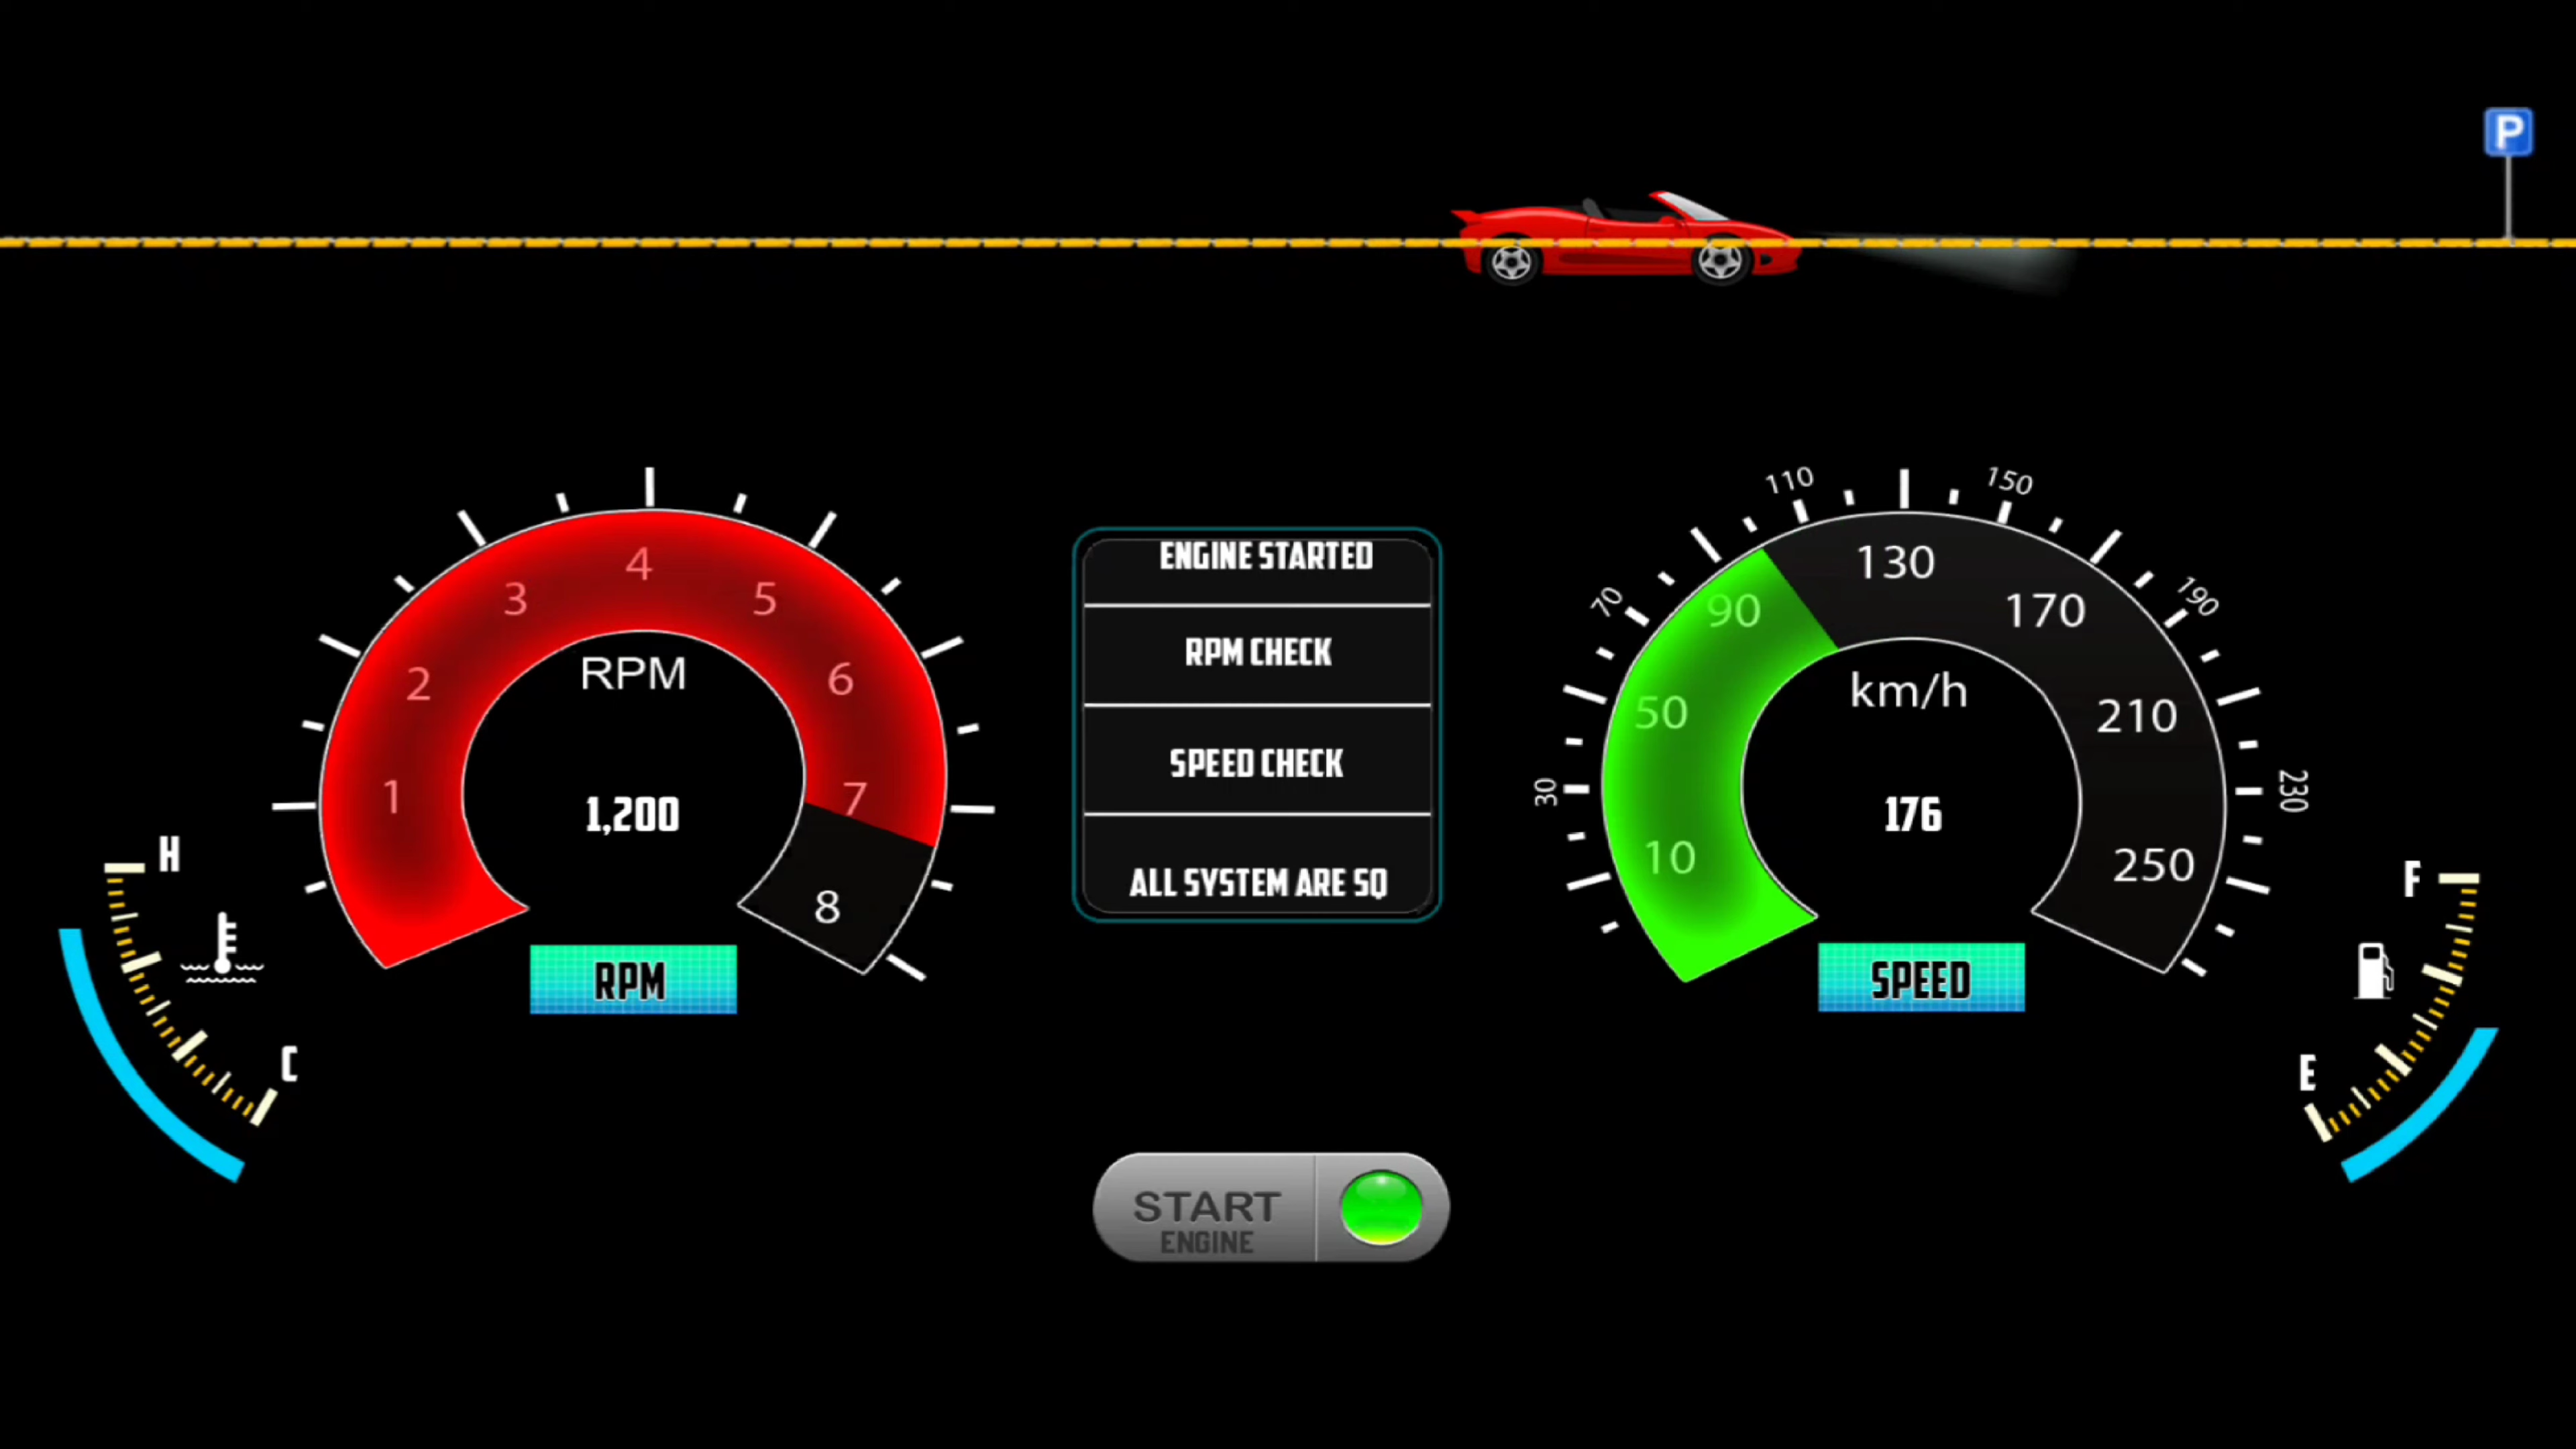 P
110
150
4
130
3
5
70
90
170
190
RPM
2
6
km/h
50
210
ENGINE STARTED
RPM CHECK
SPEED CHECK
ALL SYSTEM ARE SQ
1
7
1,200
30
176
230
H
10
250
8
F
RPM
SPEED
C
E
START
ENGINE